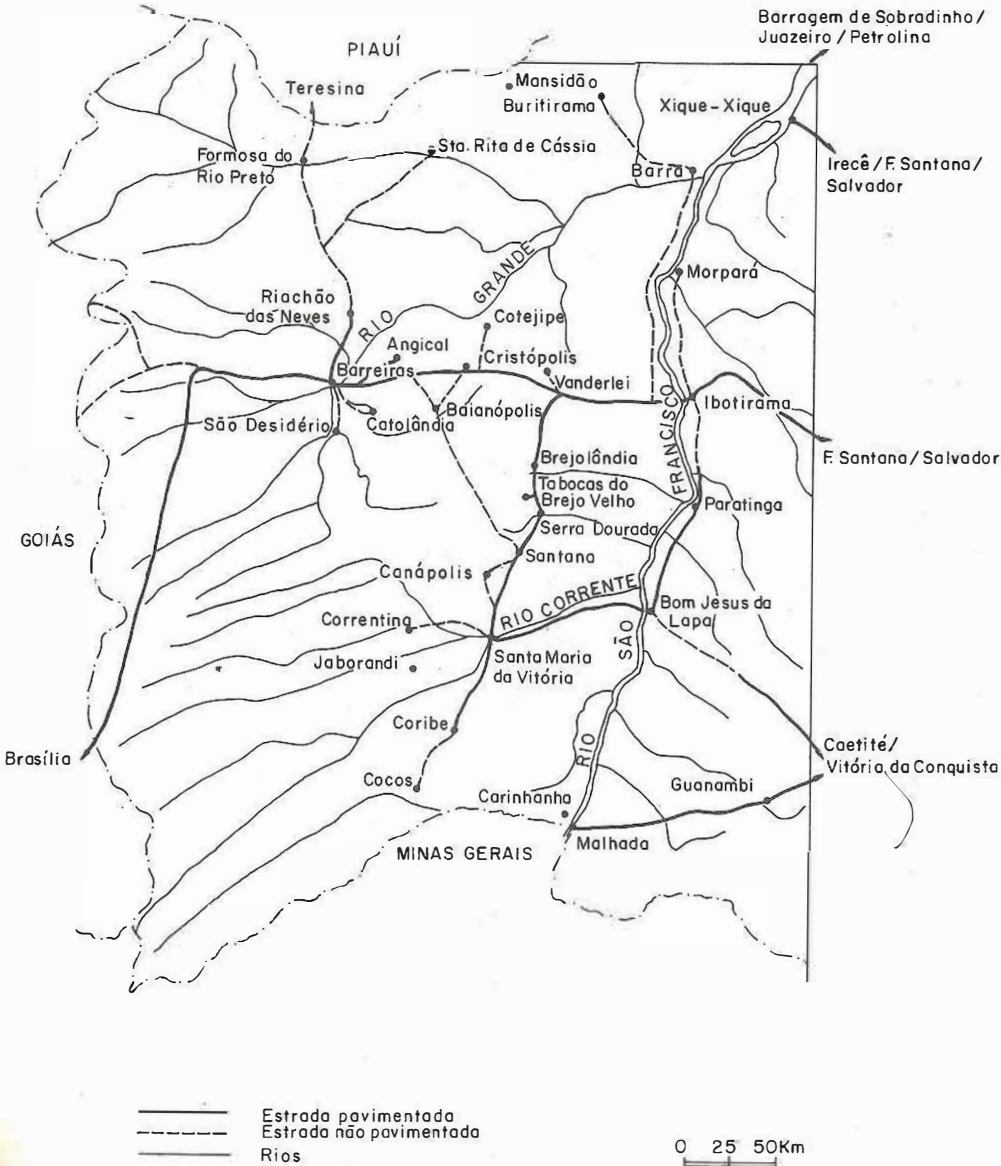 Barragem de Sobradinho/
Juazeiro/Petrolina
PIAUÍ
Teresina
Mansidão
Buritirama
Xique-Xique
Formosa do
Rio Preto
Sta. Rita de Cássia
Barra
Irecê/F. Santana/
Salvador
RIO GRANDE
Morpará
Riachão
das Neves
Cotejipe
Angical
Cristópolis
Barreiras
Vanderlei
Baianópolis
Ibotirama
Catolândia
São Desidério
F. Santana/Salvador
Brejolândia
Tabocas do
Brejo Velho
Paratinga
Serra Dourada
GOIÁS
Santana
Canápolis
RIO CORRENTE
Bom Jesus da
Lapa
Correntina
Jaborandi
Santa Maria
da Vitória
RIO SÃO FRANCISCO
Coribe
Brasília
Cocos
Caetité/
Vitória da Conquista
Guanambi
Carinhanha
Malhada
MINAS GERAIS
Estrada pavimentada
Estrada não pavimentada
Rios
0 25 50Km